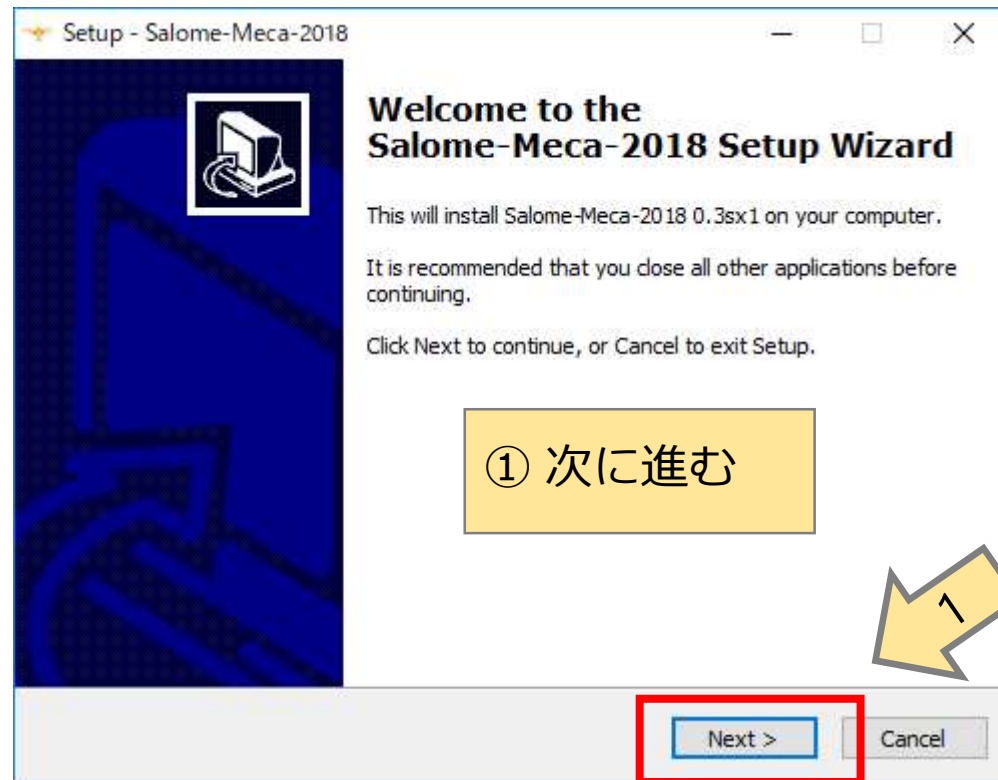 Setup - Salome-Meca-2018
Welcome to the
Salome-Meca-2018 Setup Wizard
This will install Salome-Meca-2018 0.3sx1 on your computer.
It is recommended that you close all other applications before
continuing.
Click Next to continue, or Cancel to exit Setup.
① 次に進む
1
Next >
Cancel